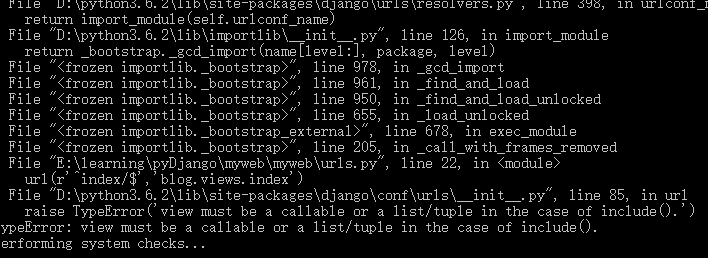 File "D:\python3.6.2\lib\site-packages\django\urls\resolvers.py", line 398, in urlconf_m
return import_module(self.urlconf_name)
File "D:\python3.6.2\lib\importlib\__init__.py", line 126, in import_module
return _bootstrap._gcd_import(name[level:], package, level)
File "<frozen importlib._bootstrap>", line 978, in _gcd_import
File "<frozen importlib._bootstrap>", line 961, in _find_and_load
File "<frozen importlib._bootstrap>", line 950, in _find_and_load_unlocked
File "<frozen importlib._bootstrap>", line 655, in _load_unlocked
File "<frozen importlib._bootstrap_external>", line 678, in exec_module
File "<frozen importlib._bootstrap>", line 205, in _call_with_frames_removed
File "E:\learning\pyDjango\myweb\myweb\urls.py", line 22, in <module>
url(r'^index/$','blog.views.index')
File "D:\python3.6.2\lib\site-packages\django\conf\urls\__init__.py", line 85, in url
raise TypeError('view must be a callable or a list/tuple in the case of include().')
ypeError: view must be a callable or a list/tuple in the case of include().
erforming system checks...